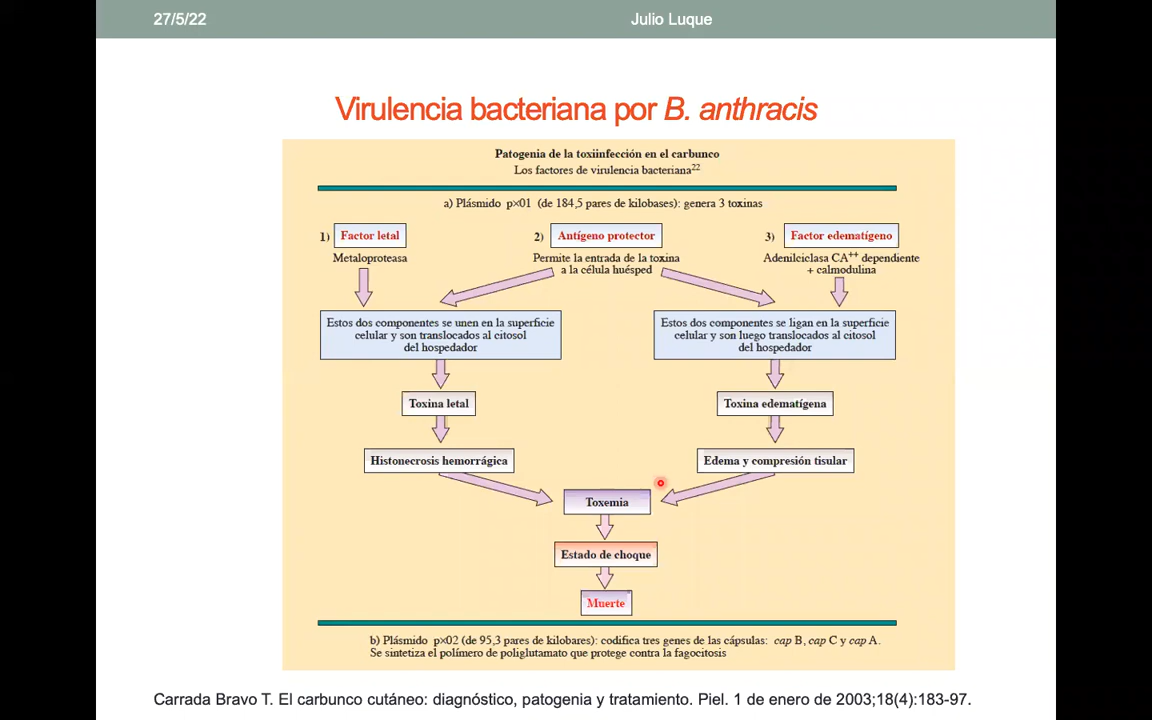 27/5/22
Julio Luque
Virulencia bacteriana por B. anthracis
Patogenia de la toxiinfección en el carbunco
Los factores de virulencia bacteriana22
a) Plásmido p×01 (de 184,5 pares de kilobases): genera 3 toxinas
1) Factor letal
Metaloproteasa
2) Antígeno protector
Permite la entrada de la toxina
a la célula huésped
3) Factor edematígeno
Adenilciclasa CA++ dependiente
+ calmodulina
Estos dos componentes se unen en la superficie
celular y son translocados al citosol
del hospedador
Estos dos componentes se ligan en la superficie
celular y son luego translocados al citosol
del hospedador
Toxina letal
Toxina edematígena
Histonecrosis hemorrágica
Edema y compresión tisular
Toxemia
Estado de choque
Muerte
b) Plásmido p×02 (de 95,3 pares de kilobares): codifica tres genes de las cápsulas: cap B, cap C y cap A.
Se sintetiza el polímero de poliglutamato que protege contra la fagocitosis
Carrada Bravo T. El carbunco cutáneo: diagnóstico, patogenia y tratamiento. Piel. 1 de enero de 2003;18(4):183-97.